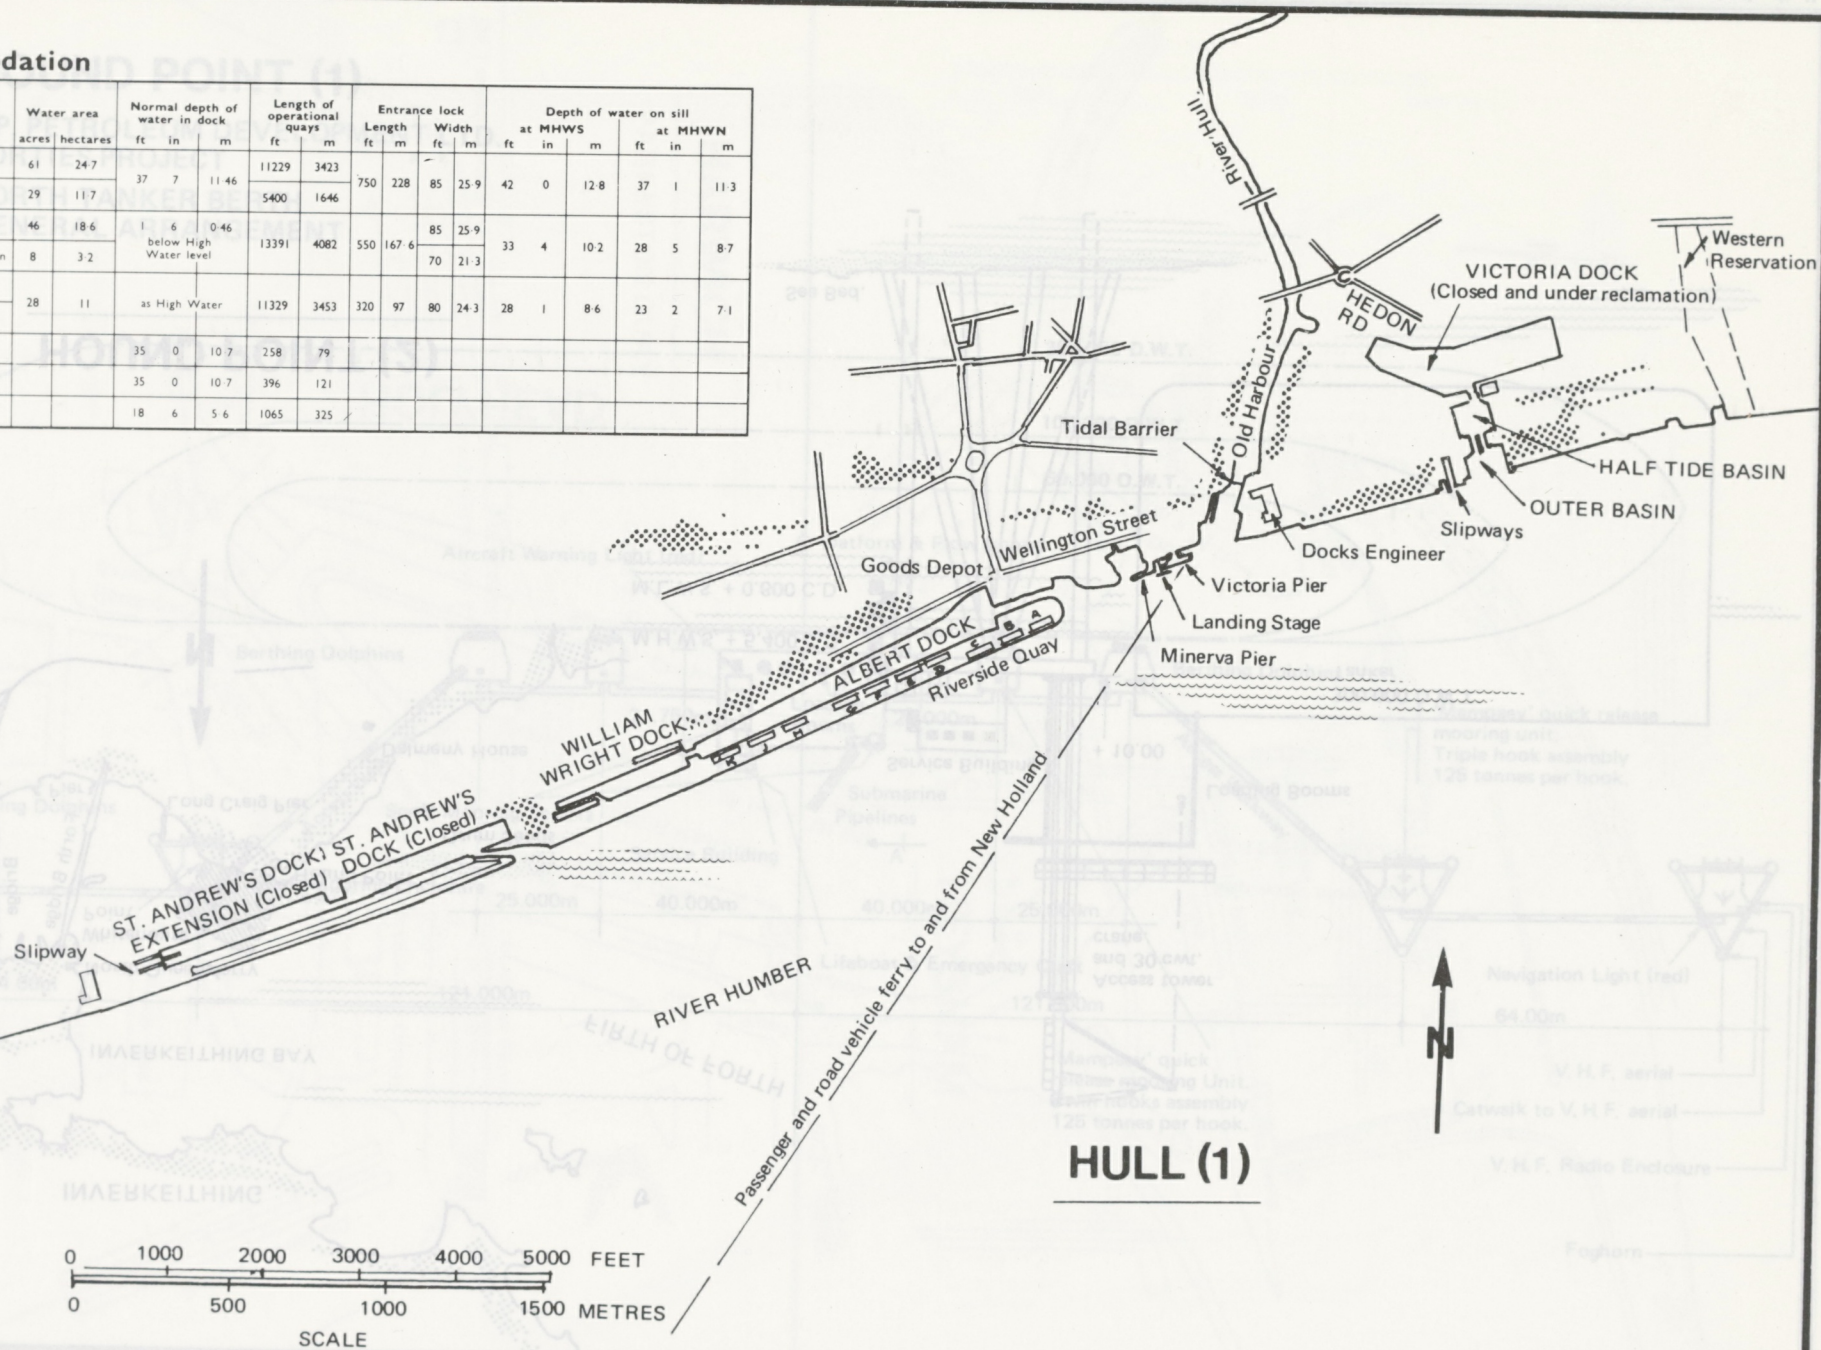 dation
Water area
Normal depth of
water in dock
Length of
operational
quays
Entrance lock
Length Width
Depth of water on sill
at MHWS at MHWN
acres hectares ft in m ft m ft m ft m ft in m ft in m
61 24·7 37 7 11·46 11229 3423 750 228 85 25·9 42 0 12·8 37 1 11·3
29 11·7 5400 1646
46 18·6 1 6 0·46 13391 4082 550 167·6 85 25·9 33 4 10·2 28 5 8·7
below High
Water level
n 8 3·2 70 21·3
28 11 as High Water 11329 3453 320 97 80 24·3 28 1 8·6 23 2 7·1
35 0 10·7 258 79
35 0 10·7 396 121
18 6 5·6 1065 325
River Hull
Western
Reservation
VICTORIA DOCK
(Closed and under reclamation)
HEDON
RD
Old Harbour
Tidal Barrier
HALF TIDE BASIN
OUTER BASIN
Slipways
Docks Engineer
Wellington Street
Goods Depot
Victoria Pier
Landing Stage
Minerva Pier
ALBERT DOCK
A
B
C
D
E
F
G
H
J
K
Riverside Quay
WILLIAM
WRIGHT DOCK
ST. ANDREW'S
DOCK (Closed)
ST. ANDREW'S DOCK
EXTENSION (Closed)
Slipway
RIVER HUMBER
Passenger and road vehicle ferry to and from New Holland
N
HULL (1)
0 1000 2000 3000 4000 5000 FEET
0 500 1000 1500 METRES
SCALE